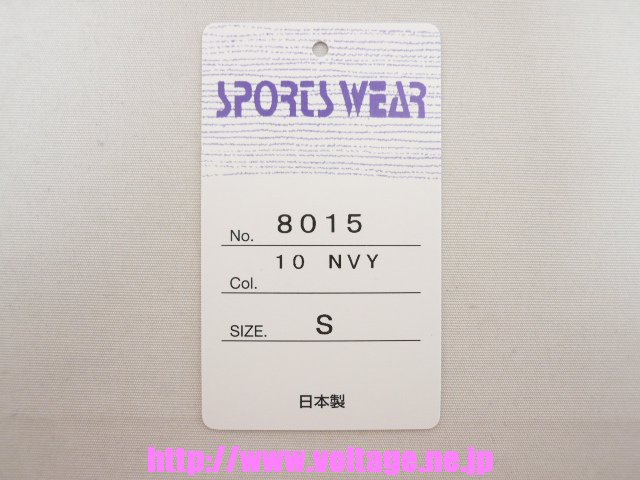 SPORTS WEAR
No. 8015
Col. 10 NVY
SIZE. S
日本製
http://www.voltage.ne.jp